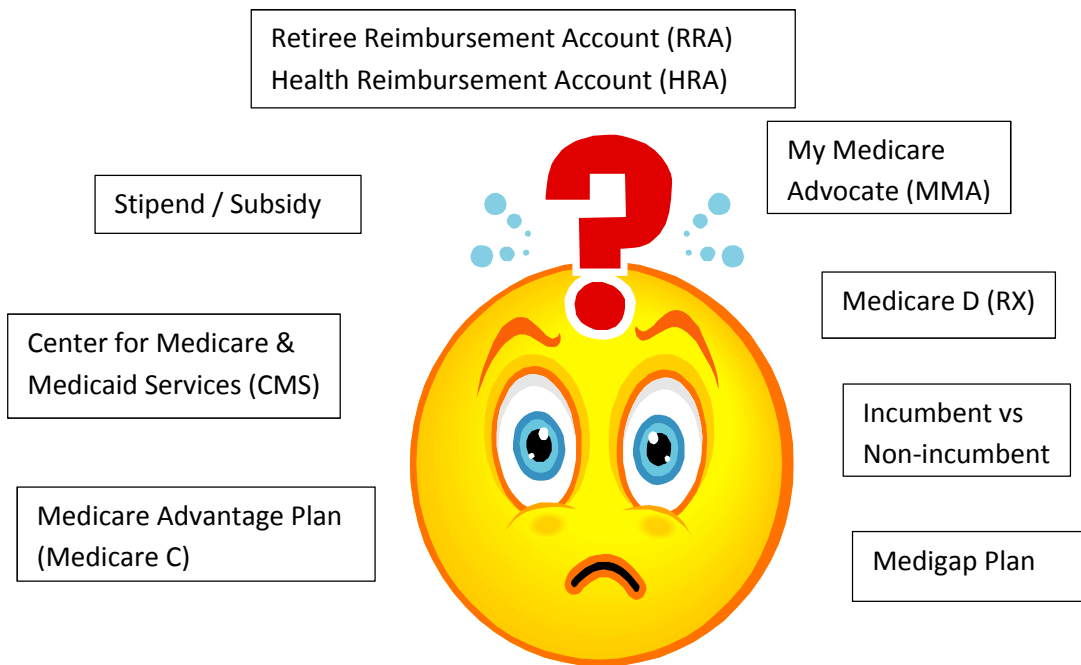 Retiree Reimbursement Account (RRA)
Health Reimbursement Account (HRA)
My Medicare
Advocate (MMA)
Stipend / Subsidy
Medicare D (RX)
Center for Medicare &
Medicaid Services (CMS)
Incumbent vs
Non-incumbent
Medicare Advantage Plan
(Medicare C)
Medigap Plan
?